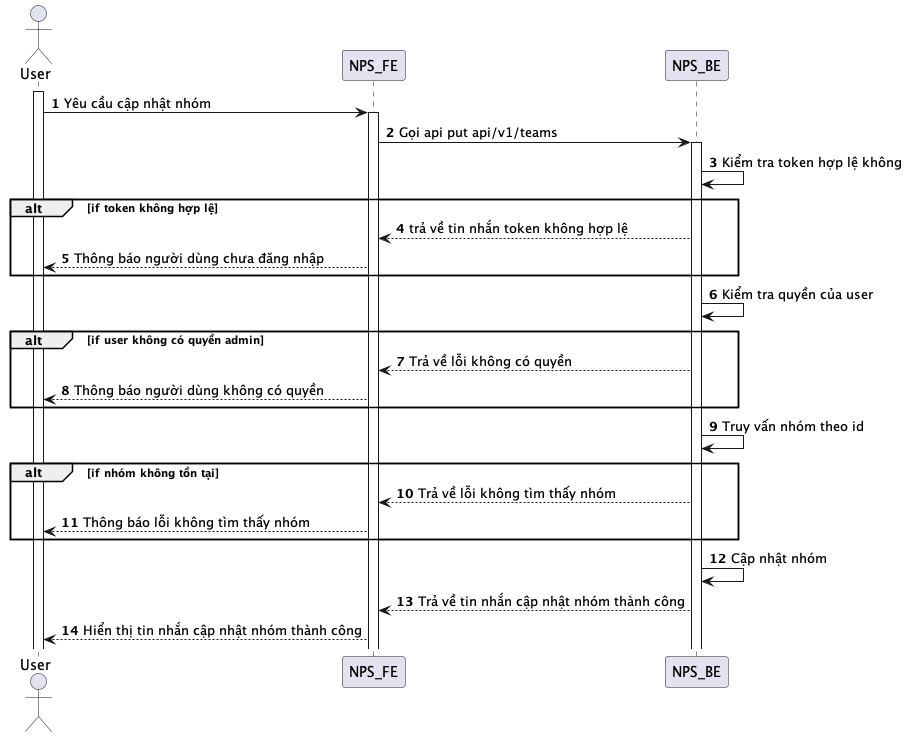 User
NPS_FE
NPS_BE
1 Yêu cầu cập nhật nhóm
2 Gọi api put api/v1/teams
3 Kiểm tra token hợp lệ không
alt [if token không hợp lệ]
4 trả về tin nhắn token không hợp lệ
5 Thông báo người dùng chưa đăng nhập
6 Kiểm tra quyền của user
alt [if user không có quyền admin]
7 Trả về lỗi không có quyền
8 Thông báo người dùng không có quyền
9 Truy vấn nhóm theo id
alt [if nhóm không tồn tại]
10 Trả về lỗi không tìm thấy nhóm
11 Thông báo lỗi không tìm thấy nhóm
12 Cập nhật nhóm
13 Trả về tin nhắn cập nhật nhóm thành công
14 Hiển thị tin nhắn cập nhật nhóm thành công
User
NPS_FE
NPS_BE